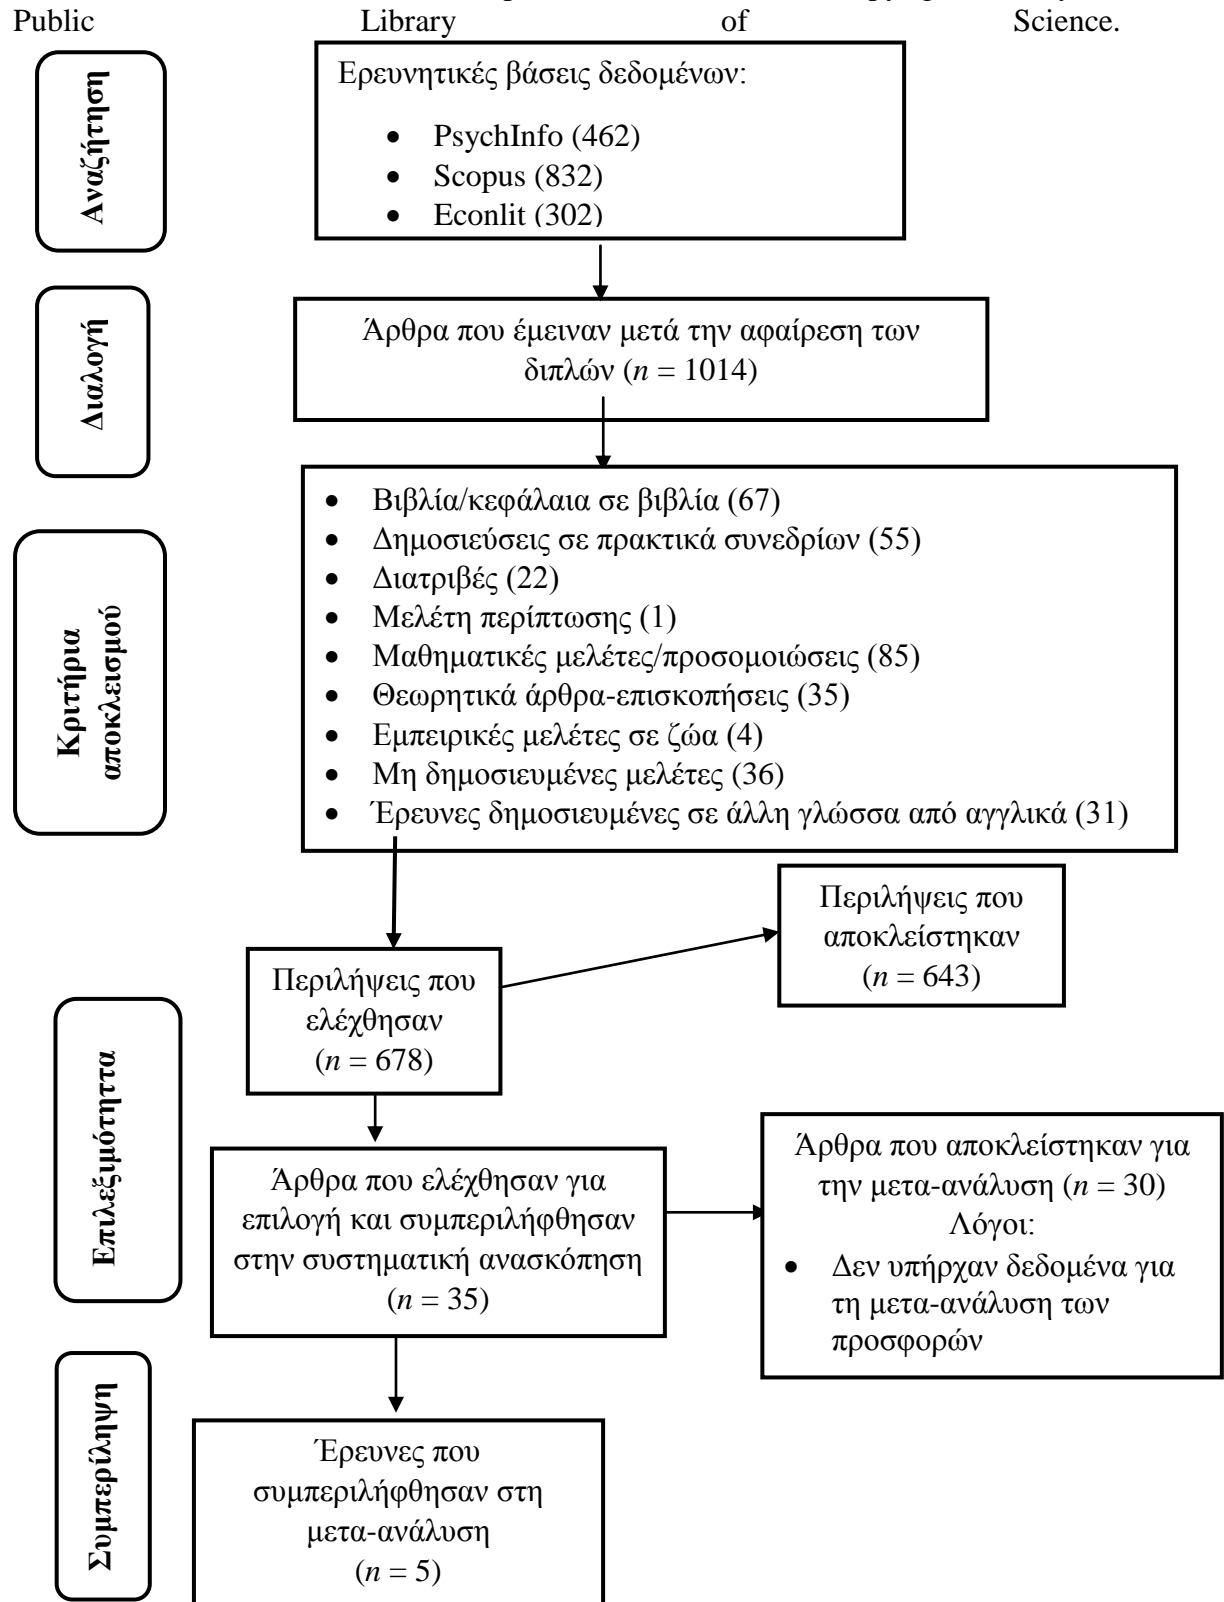 Public Library of Science.
Αναζήτηση
Ερευνητικές βάσεις δεδομένων:
• PsychInfo (462)
• Scopus (832)
• Econlit (302)
Διαλογή
Άρθρα που έμειναν μετά την αφαίρεση των
διπλών (n = 1014)
Κριτήρια
αποκλεισμού
• Βιβλία/κεφάλαια σε βιβλία (67)
• Δημοσιεύσεις σε πρακτικά συνεδρίων (55)
• Διατριβές (22)
• Μελέτη περίπτωσης (1)
• Μαθηματικές μελέτες/προσομοιώσεις (85)
• Θεωρητικά άρθρα-επισκοπήσεις (35)
• Εμπειρικές μελέτες σε ζώα (4)
• Μη δημοσιευμένες μελέτες (36)
• Έρευνες δημοσιευμένες σε άλλη γλώσσα από αγγλικά (31)
Περιλήψεις που
αποκλείστηκαν
(n = 643)
Περιλήψεις που
ελέχθησαν
(n = 678)
Επιλεξιμότηττα
Άρθρα που ελέχθησαν για
επιλογή και συμπεριλήφθησαν
στην συστηματική ανασκόπηση
(n = 35)
Άρθρα που αποκλείστηκαν για
την μετα-ανάλυση (n = 30)
Λόγοι:
• Δεν υπήρχαν δεδομένα για
τη μετα-ανάλυση των
προσφορών
Συμπερίληψη
Έρευνες που
συμπεριλήφθησαν στη
μετα-ανάλυση
(n = 5)